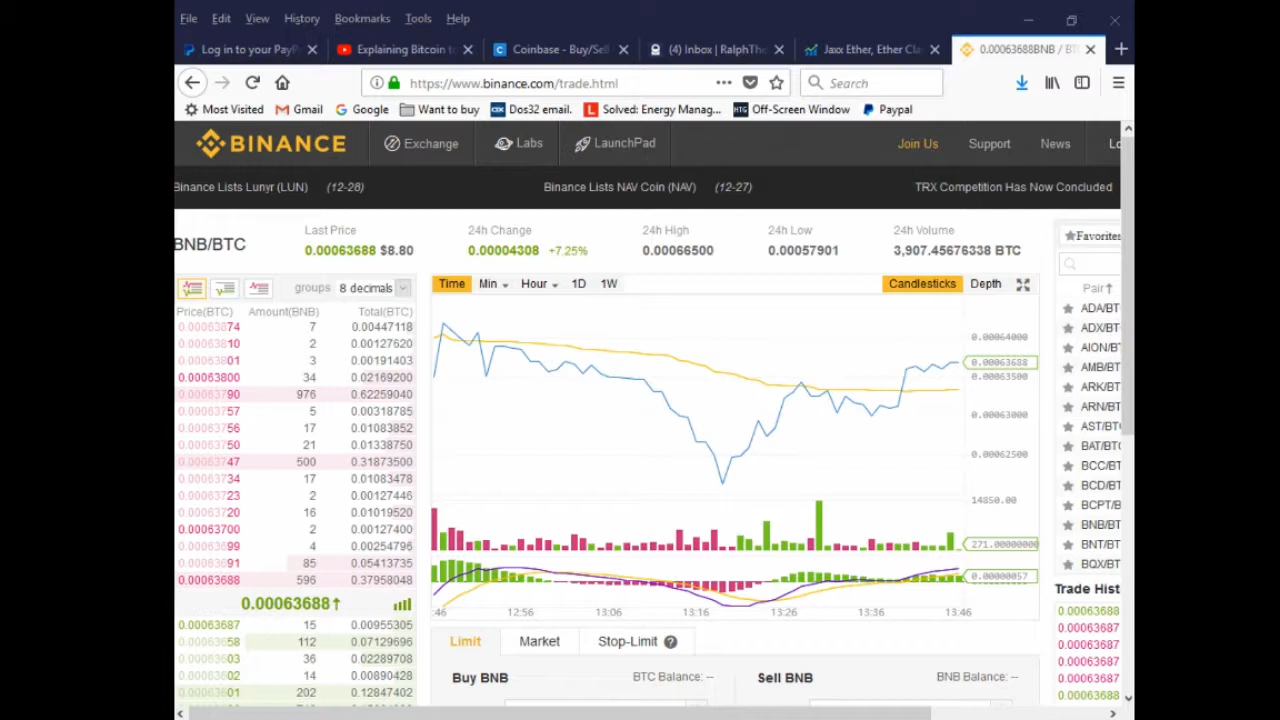 File Edit View History Bookmarks Tools Help
Log in to your PayP Explaining Bitcoin to Coinbase - Buy/Sell (4) Inbox | RalphThe Jaxx Ether, Ether Cla 0.00063688BNB / BT
https://www.binance.com/trade.html Search
Most Visited Gmail Google Want to buy Dos32 email. Solved: Energy Manag... HTG Off-Screen Window Paypal
BINANCE Exchange Labs LaunchPad Join Us Support News Lo
Binance Lists Lunyr (LUN) (12-28) Binance Lists NAV Coin (NAV) (12-27) TRX Competition Has Now Concluded
BNB/BTC
Last Price 24h Change 24h High 24h Low 24h Volume
0.00063688 $8.80 0.00004308 +7.25% 0.00066500 0.00057901 3,907.45676338 BTC
Favorites
groups 8 decimals
Price(BTC) Amount(BNB) Total(BTC)
0.00063874 7 0.00447118
0.00063810 2 0.00127620
0.00063801 3 0.00191403
0.00063800 34 0.02169200
0.00063790 976 0.62259040
0.00063757 5 0.00318785
0.00063756 17 0.01083852
0.00063750 21 0.01338750
0.00063747 500 0.31873500
0.00063734 17 0.01083478
0.00063723 2 0.00127446
0.00063720 16 0.01019520
0.00063700 2 0.00127400
0.00063699 4 0.00254796
0.00063691 85 0.05413735
0.00063688 596 0.37958048
0.00063688↑
0.00063687 15 0.00955305
0.00063658 112 0.07129696
0.00063603 36 0.02289708
0.00063602 14 0.00890428
0.00063601 202 0.12847402
Time Min Hour 1D 1W Candlesticks Depth
0.00064000
0.00063688
0.00063500
0.00063000
0.00062500
14850.00
271.00000000
0.00000057
:46 12:56 13:06 13:16 13:26 13:36 13:46
Limit Market Stop-Limit ?
Buy BNB BTC Balance: -- Sell BNB BNB Balance: --
Pair↑
ADA/BT
ADX/BT
AION/B
AMB/BT
ARK/BT
ARN/BT
AST/BTC
BAT/BTC
BCC/BT
BCD/BT
BCPT/B
BNB/BT
BNT/BT
BQX/BT
Trade Hist
0.00063688
0.00063687
0.00063687
0.00063687
0.00063687
0.00063688